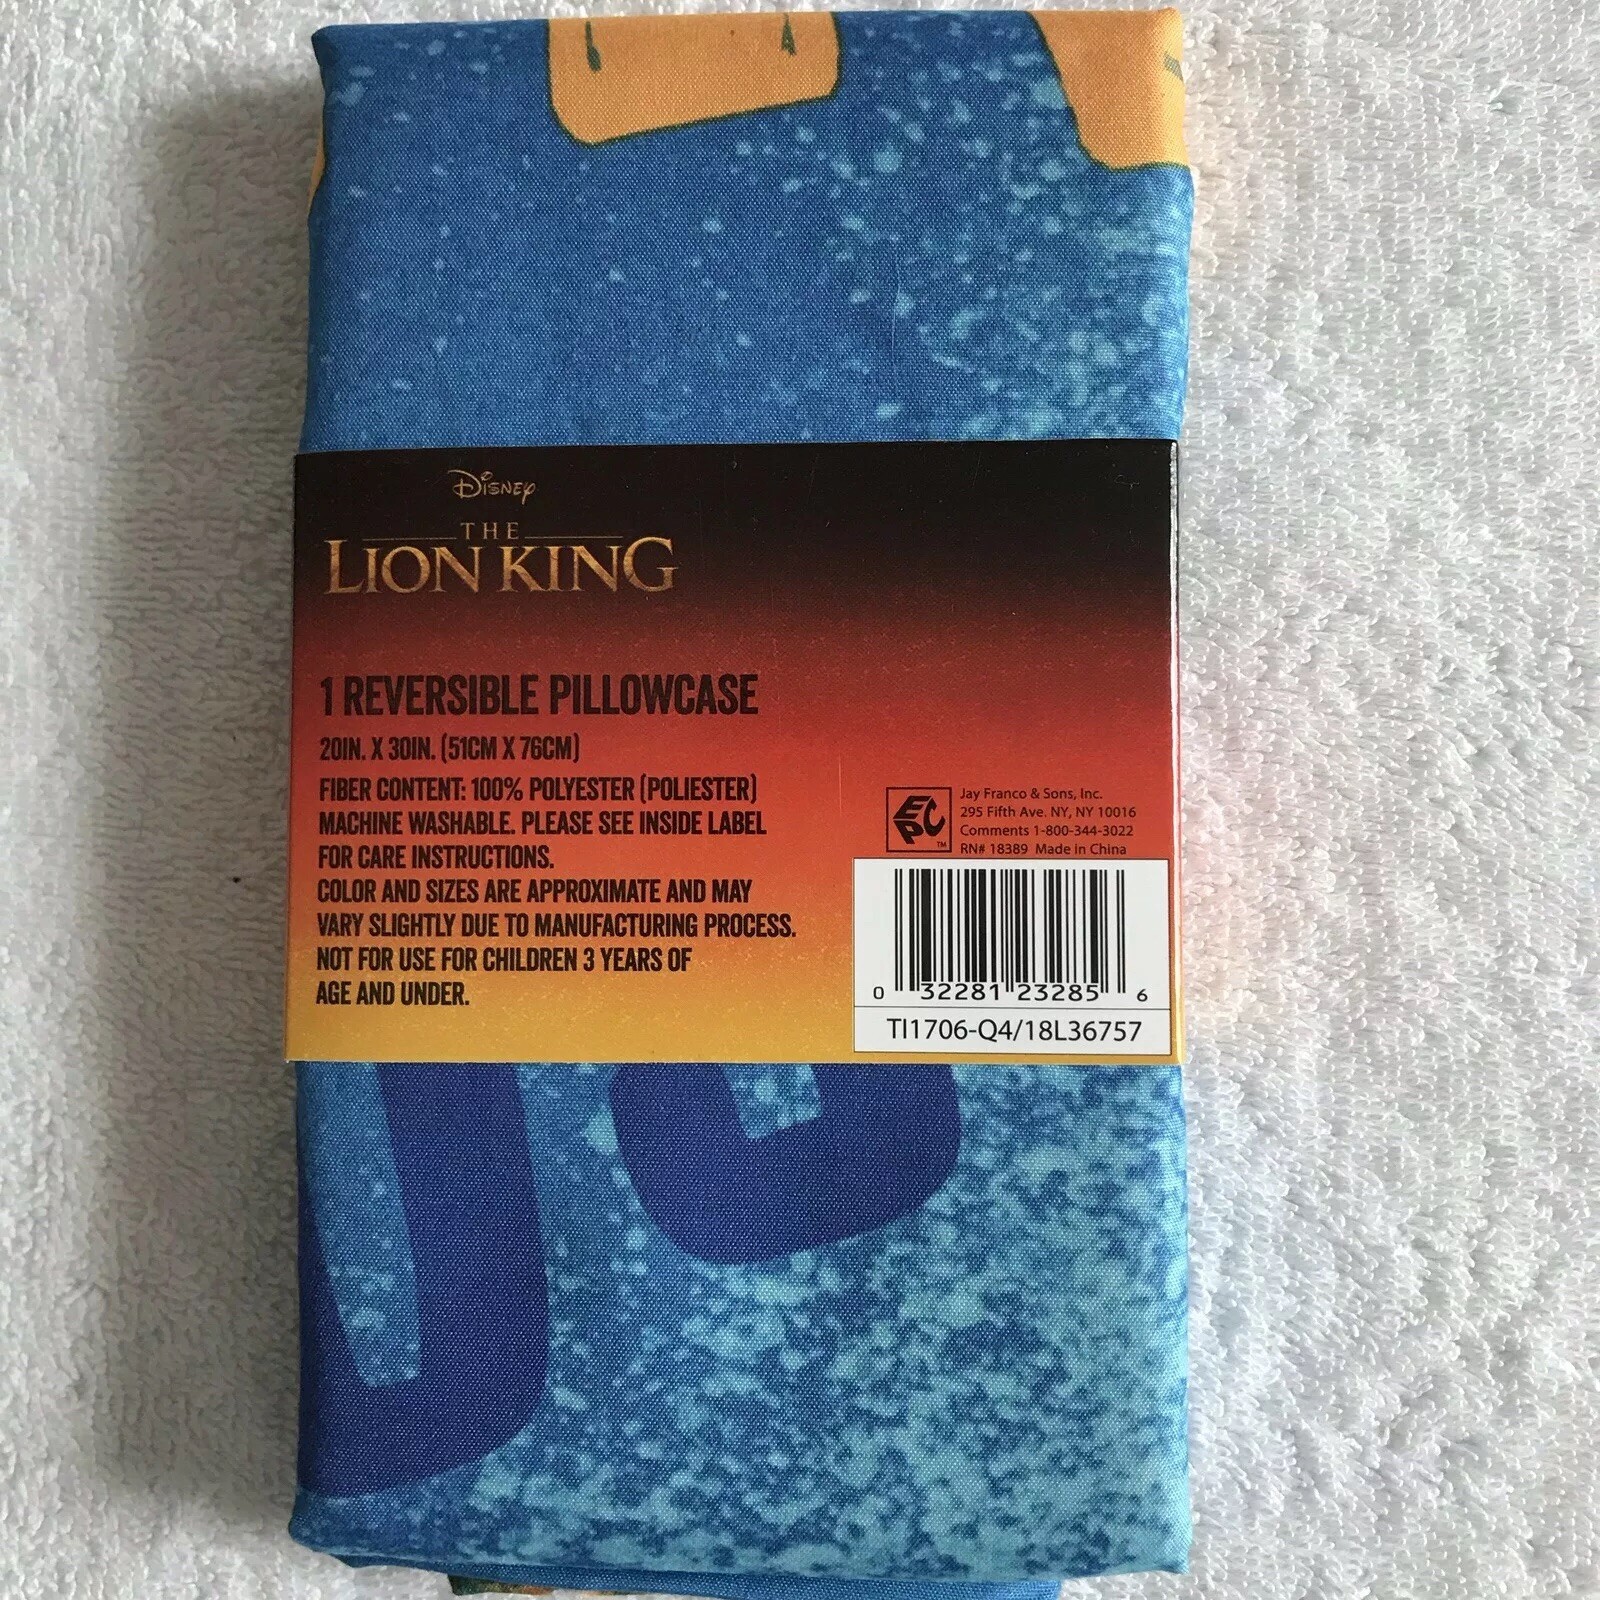 Disney
THE
LION KING
1 REVERSIBLE PILLOWCASE
20IN. X 30IN. (51CM X 76CM)
FIBER CONTENT: 100% POLYESTER (POLIESTER)
MACHINE WASHABLE. PLEASE SEE INSIDE LABEL
FOR CARE INSTRUCTIONS.
COLOR AND SIZES ARE APPROXIMATE AND MAY
VARY SLIGHTLY DUE TO MANUFACTURING PROCESS.
NOT FOR USE FOR CHILDREN 3 YEARS OF
AGE AND UNDER.
ECPC™
Jay Franco & Sons, Inc.
295 Fifth Ave. NY, NY 10016
Comments 1-800-344-3022
RN# 18389 Made in China
0 32281 23285 6
TI1706-Q4/18L36757